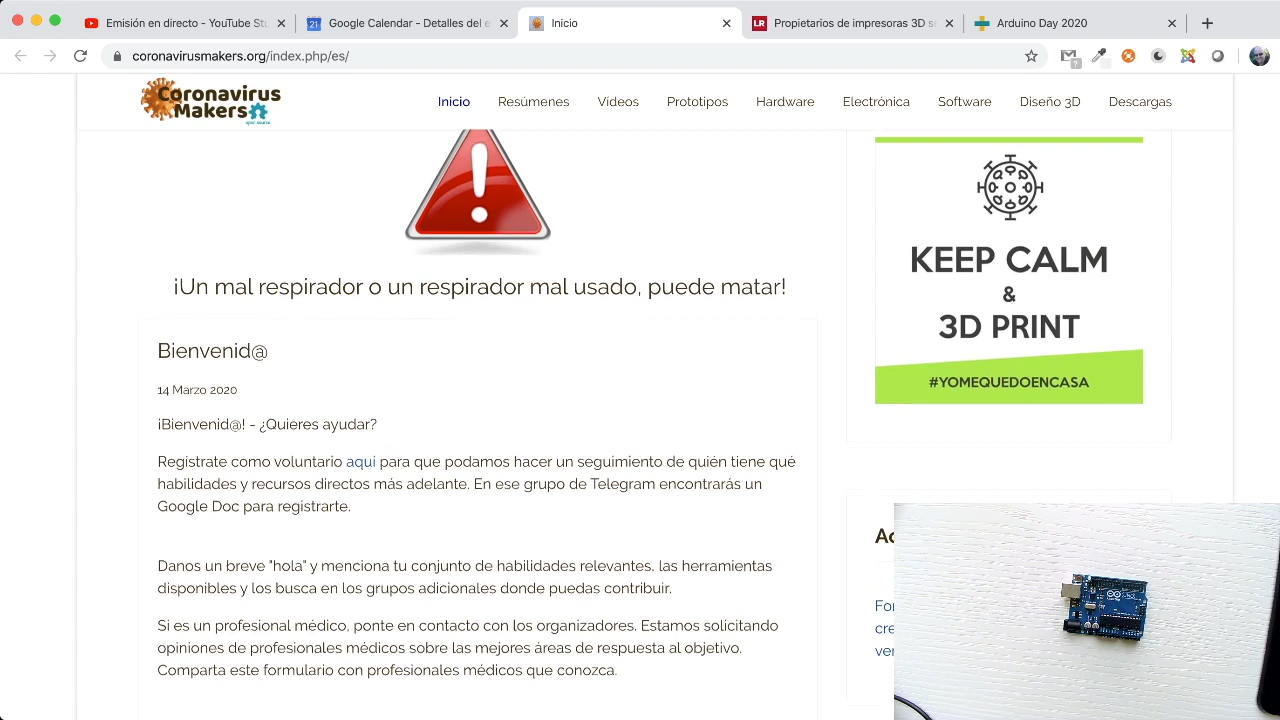 Emisión en directo - YouTube Stu
Google Calendar - Detalles del e
Inicio
Propietarios de impresoras 3D se
Arduino Day 2020
coronavirusmakers.org/index.php/es/
Coronavirus
Makers
open source
Inicio
Resúmenes
Vídeos
Prototipos
Hardware
Electrónica
Software
Diseño 3D
Descargas
¡Un mal respirador o un respirador mal usado, puede matar!
Bienvenid@
14 Marzo 2020
¡Bienvenid@! - ¿Quieres ayudar?
Regístrate como voluntario aquí para que podamos hacer un seguimiento de quién tiene qué
habilidades y recursos directos más adelante. En ese grupo de Telegram encontrarás un
Google Doc para registrarte.
Danos un breve "hola" y menciona tu conjunto de habilidades relevantes, las herramientas
disponibles y los busca en los grupos adicionales donde puedas contribuir.
Si es un profesional médico, ponte en contacto con los organizadores. Estamos solicitando
opiniones de profesionales médicos sobre las mejores áreas de respuesta al objetivo.
Comparta este formulario con profesionales médicos que conozca.
KEEP CALM
&
3D PRINT
#YOMEQUEDOENCASA